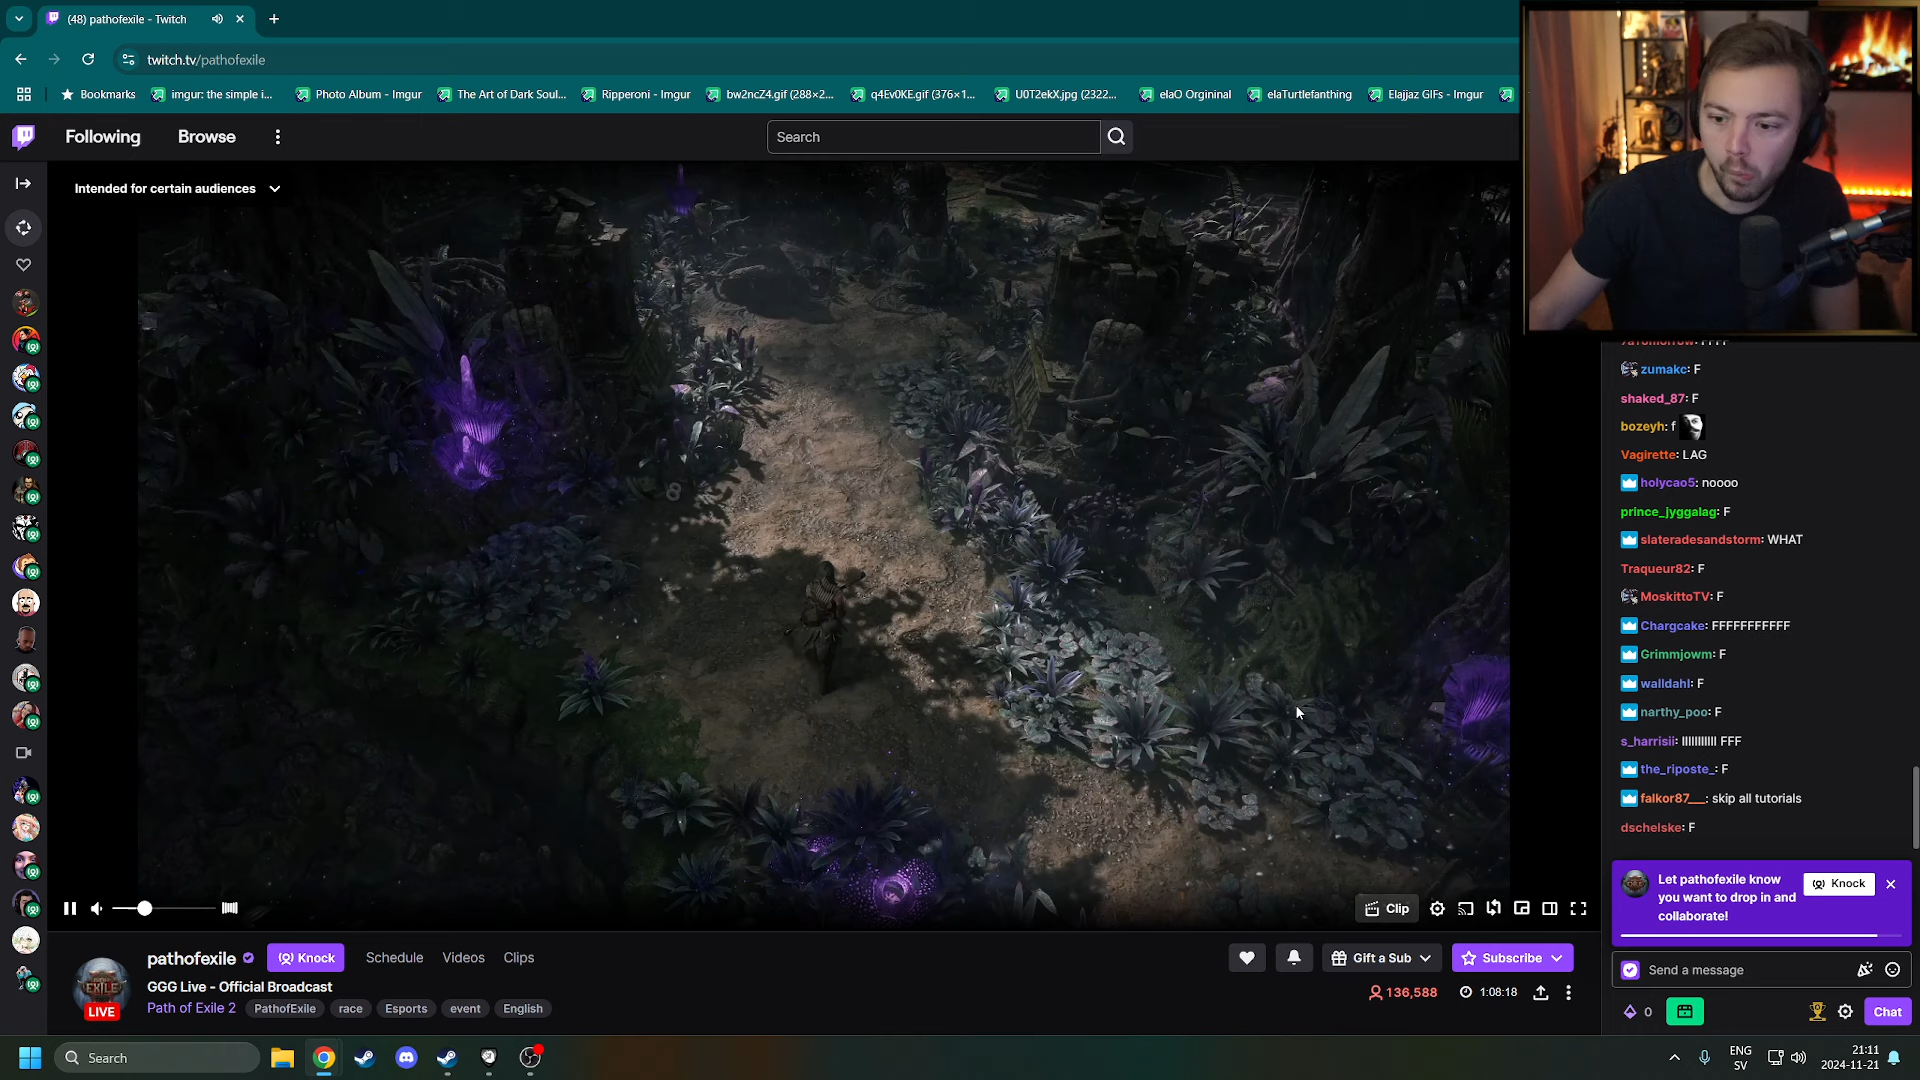 (48) pathofexile - Twitch
twitch.tv/pathofexile
Bookmarks
imgur: the simple i...
Photo Album - Imgur
The Art of Dark Soul...
Ripperoni - Imgur
bw2ncZ4.gif (288×2...
q4Ev0KE.gif (376×1...
U0T2ekX.jpg (2322...
elaO Orgininal
elaTurtlefanthing
Elajjaz GIFs - Imgur
Following
Browse
Search
Intended for certain audiences
zumakc: F
shaked_87: F
bozeyh: f
Vagirette: LAG
holycao5: noooo
prince_jyggalag: F
slateradesandstorm: WHAT
Traqueur82: F
MoskittoTV: F
Chargcake: FFFFFFFFFFF
Grimmjowm: F
walldahl: F
narthy_poo: F
s_harrisii: IIIIIIIIIII FFF
the_riposte_: F
falkor87___: skip all tutorials
dschelske: F
Let pathofexile know
you want to drop in and
collaborate!
Knock
Clip
Send a message
0
Chat
pathofexile
Knock
Schedule
Videos
Clips
Gift a Sub
Subscribe
GGG Live - Official Broadcast
136,588
1:08:18
EXILE
LIVE
Path of Exile 2
PathofExile
race
Esports
event
English
Search
ENG
SV
21:11
2024-11-21